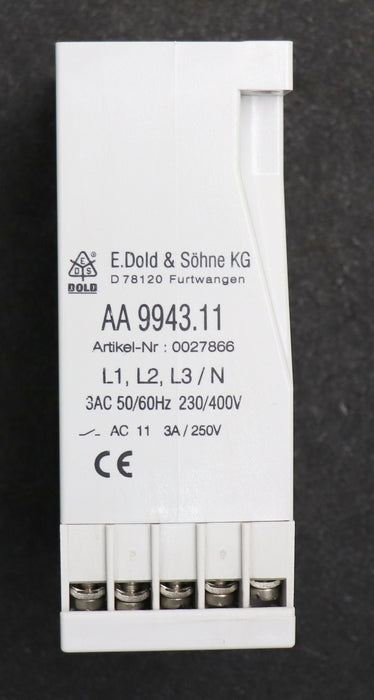 E
D S
®
DOLD
E.Dold & Söhne KG
D 78120 Furtwangen
AA 9943.11
Artikel-Nr : 0027866
L1, L2, L3 / N
3AC 50/60Hz 230/400V
AC 11 3A / 250V
CE